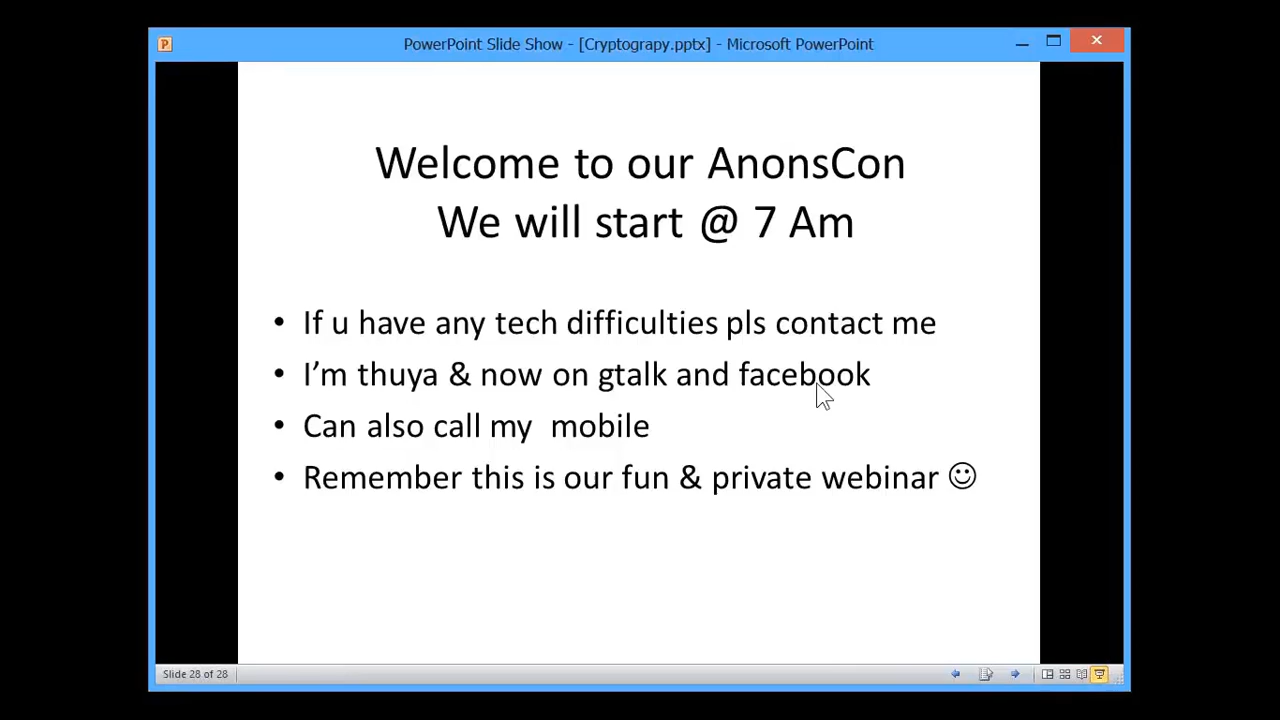 PowerPoint Slide Show - [Cryptograpy.pptx] - Microsoft PowerPoint
Welcome to our AnonsCon
We will start @ 7 Am
• If u have any tech difficulties pls contact me
• I’m thuya & now on gtalk and facebook
• Can also call my  mobile
• Remember this is our fun & private webinar ☺
Slide 28 of 28